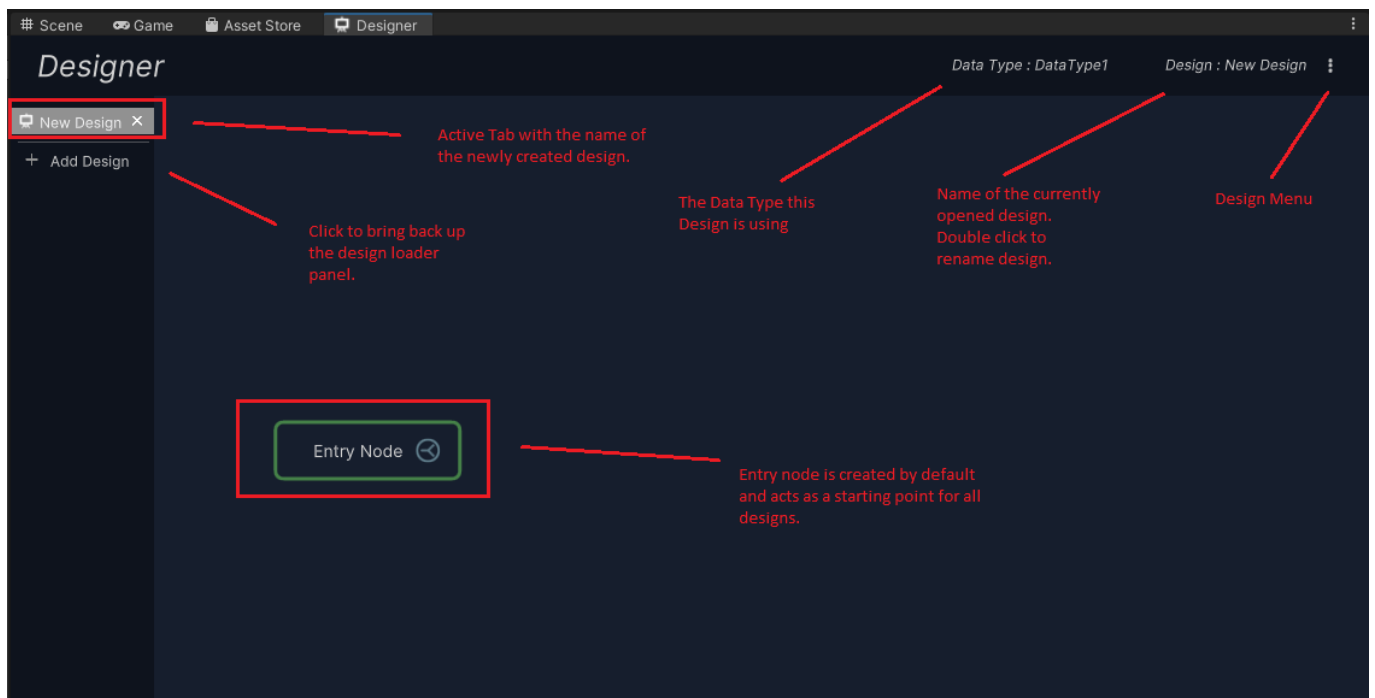 Scene Game Asset Store Designer
Designer
Data Type : DataType1 Design : New Design
New Design
Add Design
Active Tab with the name of
the newly created design.
Click to bring back up
the design loader
panel.
The Data Type this
Design is using
Name of the currently
opened design.
Double click to
rename design.
Design Menu
Entry Node
Entry node is created by default
and acts as a starting point for all
designs.